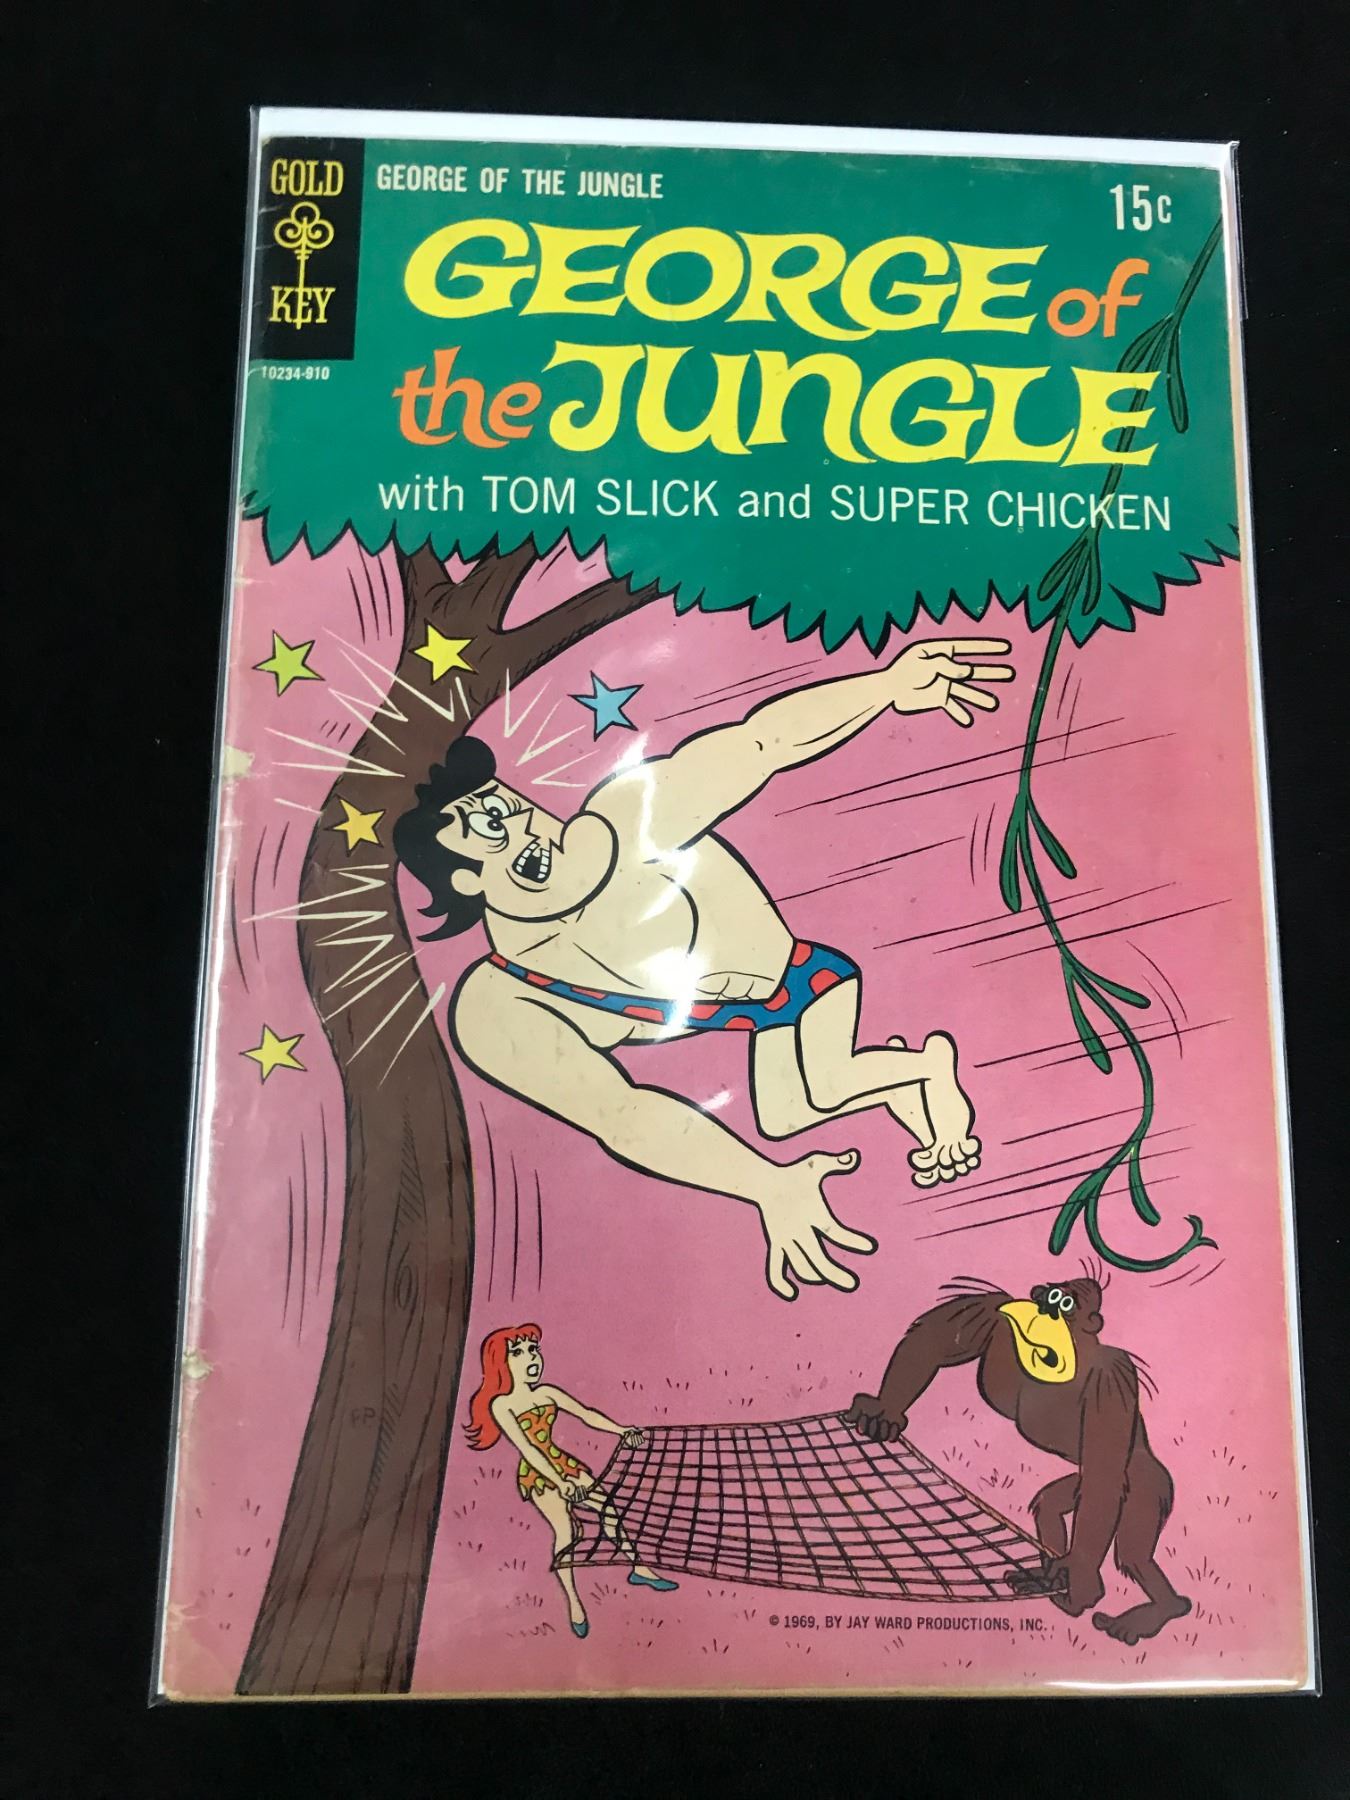 GOLD
KEY
GEORGE OF THE JUNGLE
15c
10234-910
GEORGE of
the JUNGLE
with TOM SLICK and SUPER CHICKEN
F.P.
© 1969, BY JAY WARD PRODUCTIONS, INC.